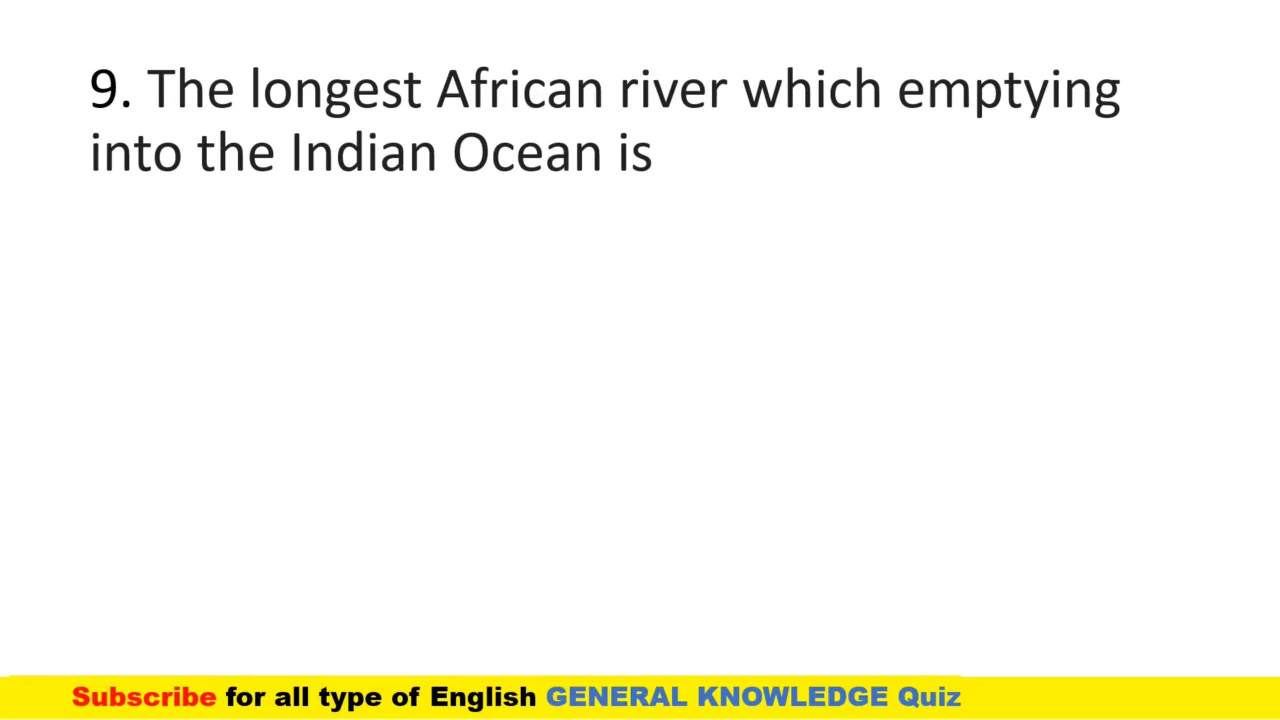 9. The longest African river which emptying
into the Indian Ocean is
Subscribe for all type of English GENERAL KNOWLEDGE Quiz